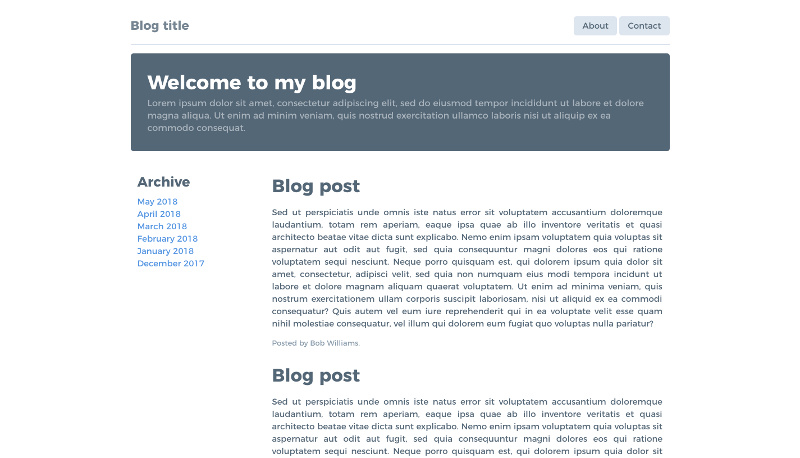 Blog title
About
Contact
Welcome to my blog
Lorem ipsum dolor sit amet, consectetur adipiscing elit, sed do eiusmod tempor incididunt ut labore et dolore
magna aliqua. Ut enim ad minim veniam, quis nostrud exercitation ullamco laboris nisi ut aliquip ex ea
commodo consequat.
Archive
May 2018
April 2018
March 2018
February 2018
January 2018
December 2017
Blog post
Sed ut perspiciatis unde omnis iste natus error sit voluptatem accusantium doloremque
laudantium, totam rem aperiam, eaque ipsa quae ab illo inventore veritatis et quasi
architecto beatae vitae dicta sunt explicabo. Nemo enim ipsam voluptatem quia voluptas sit
aspernatur aut odit aut fugit, sed quia consequuntur magni dolores eos qui ratione
voluptatem sequi nesciunt. Neque porro quisquam est, qui dolorem ipsum quia dolor sit
amet, consectetur, adipisci velit, sed quia non numquam eius modi tempora incidunt ut
labore et dolore magnam aliquam quaerat voluptatem. Ut enim ad minima veniam, quis
nostrum exercitationem ullam corporis suscipit laboriosam, nisi ut aliquid ex ea commodi
consequatur? Quis autem vel eum iure reprehenderit qui in ea voluptate velit esse quam
nihil molestiae consequatur, vel illum qui dolorem eum fugiat quo voluptas nulla pariatur?
Posted by Bob Williams.
Blog post
Sed ut perspiciatis unde omnis iste natus error sit voluptatem accusantium doloremque
laudantium, totam rem aperiam, eaque ipsa quae ab illo inventore veritatis et quasi
architecto beatae vitae dicta sunt explicabo. Nemo enim ipsam voluptatem quia voluptas sit
aspernatur aut odit aut fugit, sed quia consequuntur magni dolores eos qui ratione
voluptatem sequi nesciunt. Neque porro quisquam est, qui dolorem ipsum quia dolor sit